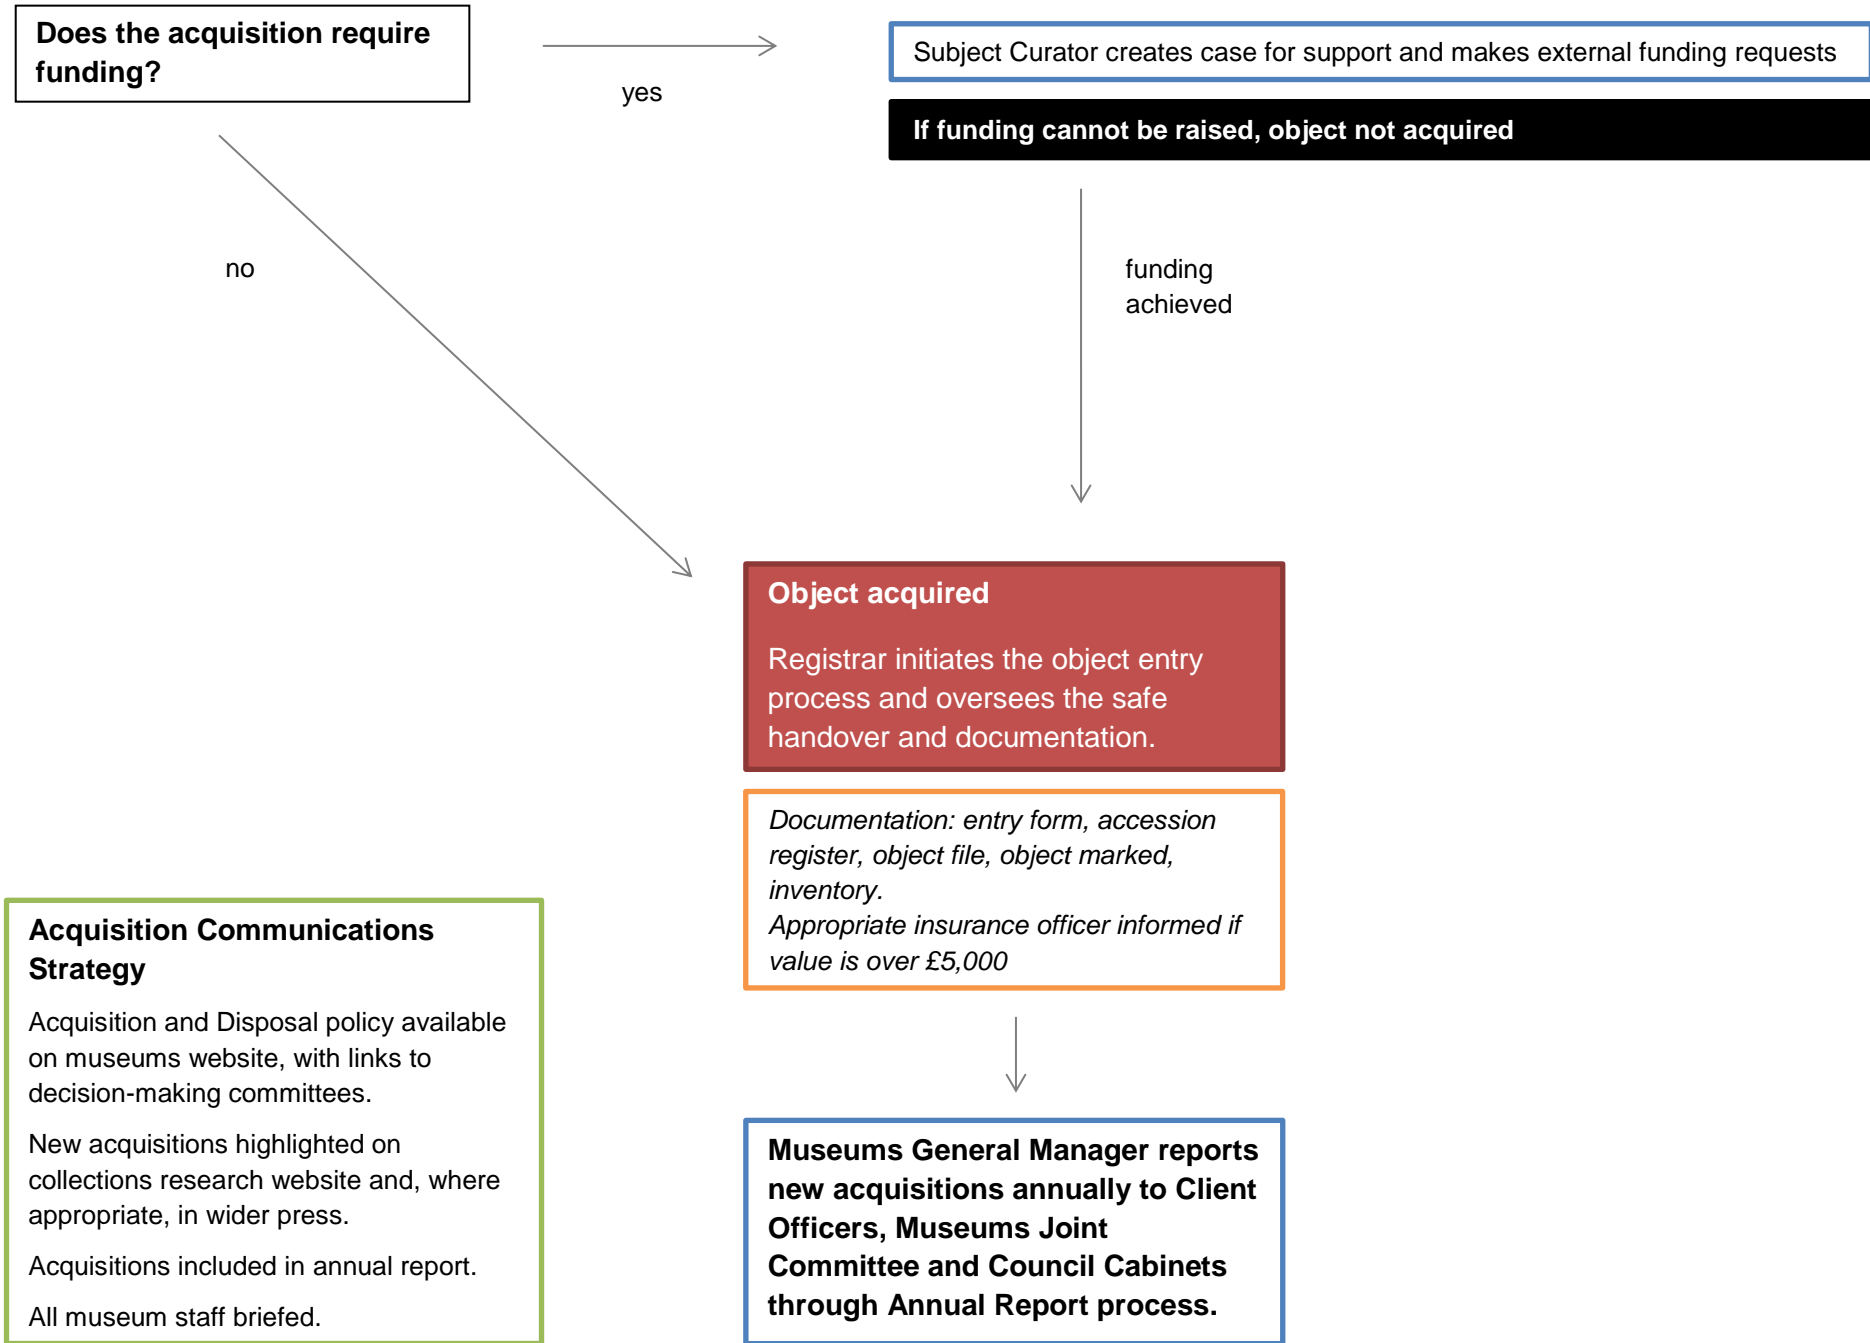 Does the acquisition require
funding?
yes
Subject Curator creates case for support and makes external funding requests
If funding cannot be raised, object not acquired
no
funding
achieved
Object acquired
Registrar initiates the object entry
process and oversees the safe
handover and documentation.
Documentation: entry form, accession
register, object file, object marked,
inventory.
Appropriate insurance officer informed if
value is over £5,000
Acquisition Communications
Strategy
Acquisition and Disposal policy available
on museums website, with links to
decision-making committees.
New acquisitions highlighted on
collections research website and, where
appropriate, in wider press.
Acquisitions included in annual report.
All museum staff briefed.
Museums General Manager reports
new acquisitions annually to Client
Officers, Museums Joint
Committee and Council Cabinets
through Annual Report process.